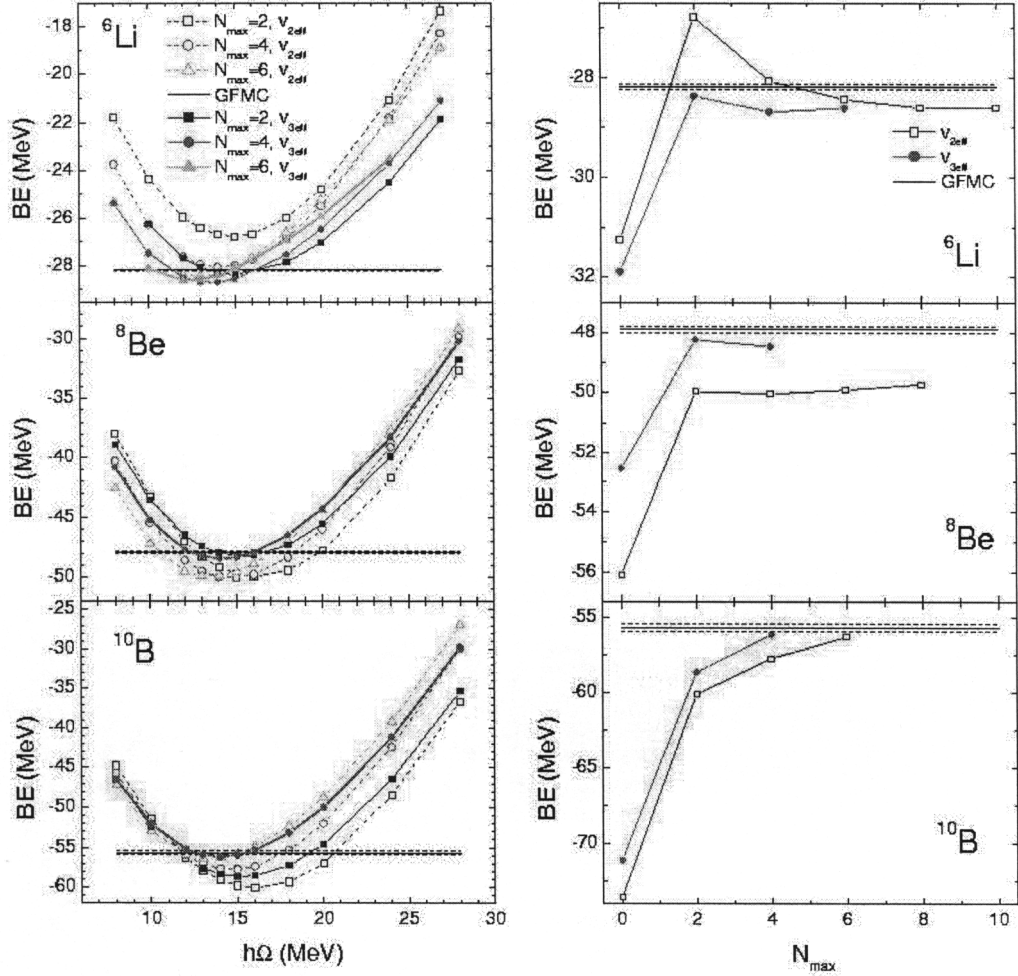 ⁶Li
N_max=2, v_2eff
N_max=4, v_2eff
N_max=6, v_2eff
GFMC
N_max=2, v_3eff
N_max=4, v_3eff
N_max=6, v_3eff
BE (MeV)
-18
-20
-22
-24
-26
-28
⁸Be
BE (MeV)
-30
-35
-40
-45
-50
¹⁰B
BE (MeV)
-25
-30
-35
-40
-45
-50
-55
-60
10
15
20
25
30
hΩ (MeV)
BE (MeV)
-28
-30
-32
V_2eff
V_3eff
GFMC
⁶Li
BE (MeV)
-48
-50
-52
-54
-56
⁸Be
BE (MeV)
-55
-60
-65
-70
¹⁰B
0
2
4
6
8
10
N_max